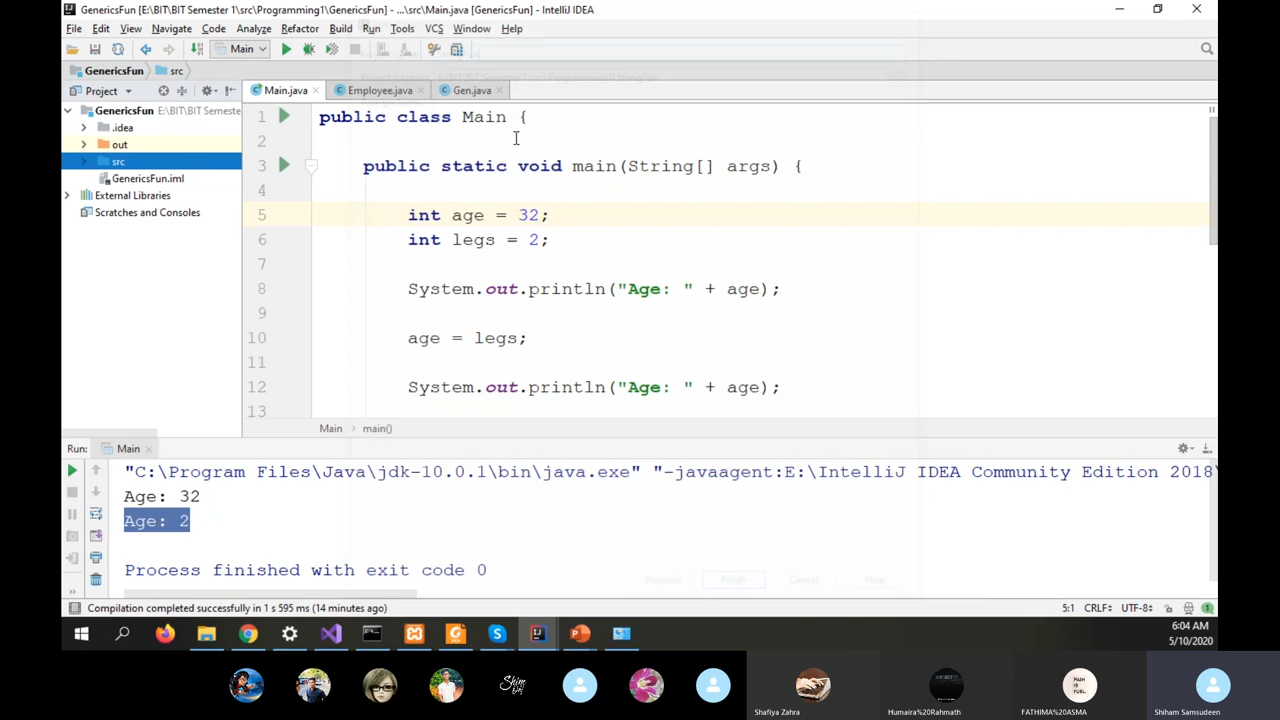 GenericsFun [E:\BIT\BIT Semester 1\src\Programming1\GenericsFun] - ...\src\Main.java [GenericsFun] - IntelliJ IDEA
File Edit View Navigate Code Analyze Refactor Build Run Tools VCS Window Help
Main
GenericsFun src
Project
Main.java Employee.java Gen.java
GenericsFun E:\BIT\BIT Semeste
.idea
out
src
GenericsFun.iml
External Libraries
Scratches and Consoles
1 public class Main {
2
3 public static void main(String[] args) {
4
5 int age = 32;
6 int legs = 2;
7
8 System.out.println("Age: " + age);
9
10 age = legs;
11
12 System.out.println("Age: " + age);
13
Main main()
Run: Main
"C:\Program Files\Java\jdk-10.0.1\bin\java.exe" "-javaagent:E:\IntelliJ IDEA Community Edition 2018
Age: 32
Age: 2
Process finished with exit code 0
Previous Finish Cancel Help
Compilation completed successfully in 1 s 595 ms (14 minutes ago)
5:1 CRLF UTF-8
6:04 AM
5/10/2020
Shafiya Zahra
Humaira%20Rahmath
FATHIMA%20ASMA
Shiham Samsudeen